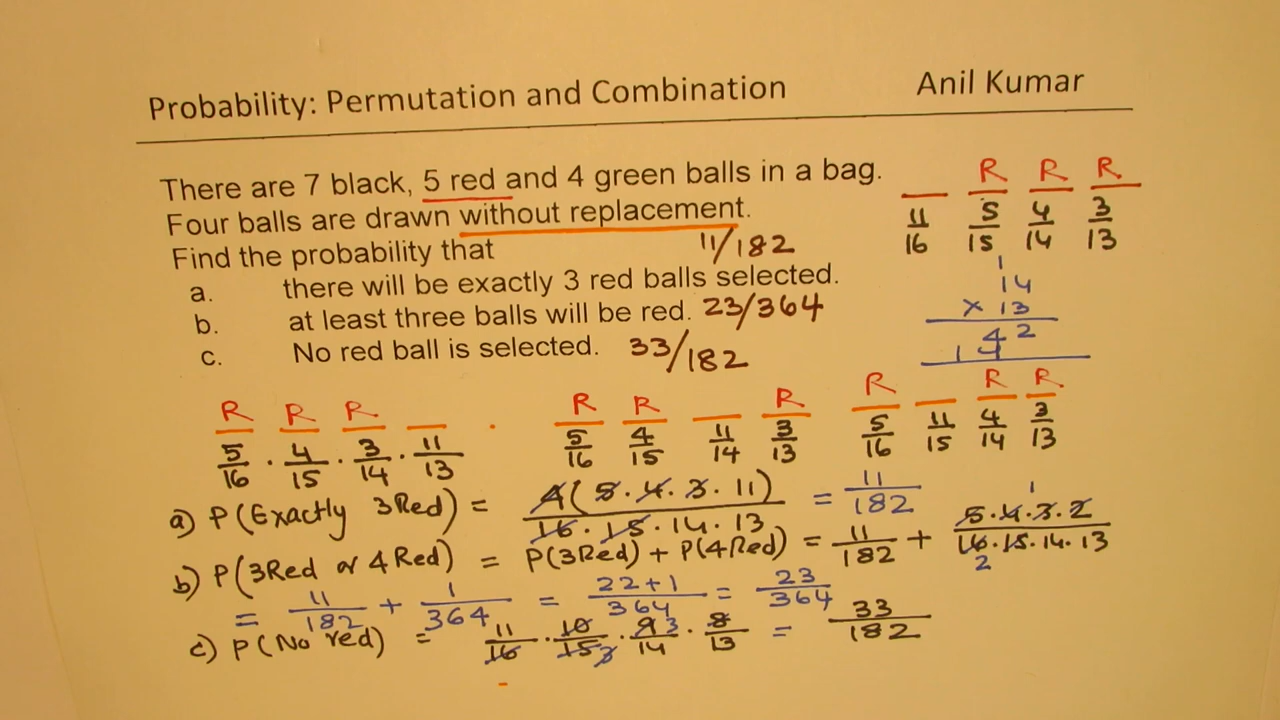 Probability: Permutation and Combination Anil Kumar
There are 7 black, 5 red and 4 green balls in a bag.
Four balls are drawn without replacement.
Find the probability that 11/182
a. there will be exactly 3 red balls selected.
b. at least three balls will be red. 23/364
c. No red ball is selected. 33/182
R R R
11/16 5/15 4/14 3/13
1
14
× 13
42
14
R R R
5/16 · 4/15 · 3/14 · 11/13
R R R
5/16 4/15 11/14 3/13
R R R
5/16 11/15 4/14 3/13
a) P(Exactly 3Red) = 4(5·4·3·11)/16·15·14·13 = 11/182
b) P(3Red or 4Red) = P(3Red) + P(4Red) = 11/182 + 5·4·3·2/16·15·14·13
1
2
= 11/182 + 1/364 = 22+1/364 = 23/364
c) P(No red) = 11/16 · 10/15 · 9/14 · 8/13 = 33/182
3
3